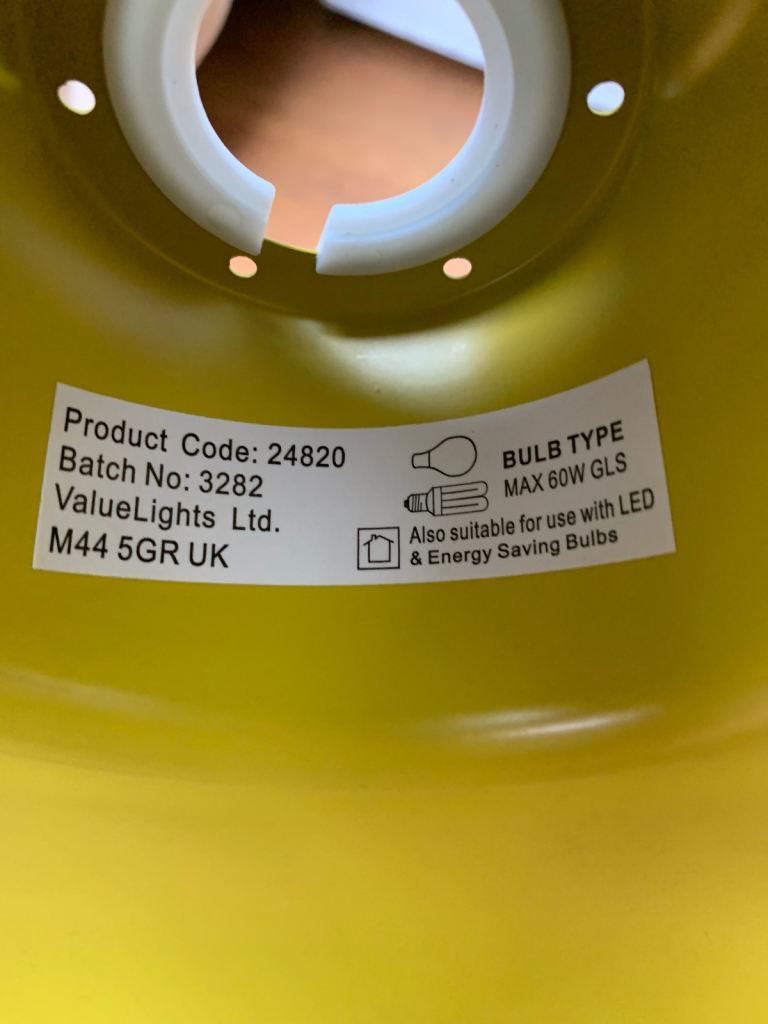 Product Code: 24820
Batch No: 3282
ValueLights Ltd.
M44 5GR UK
BULB TYPE
MAX 60W GLS
Also suitable for use with LED
& Energy Saving Bulbs